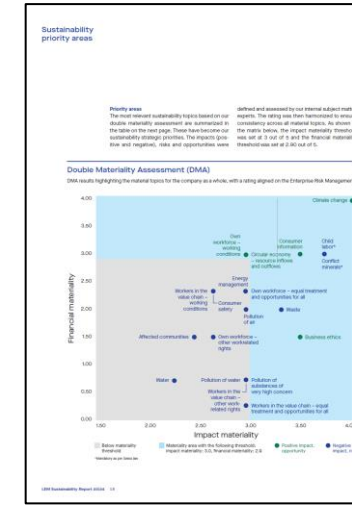 Sustainability
priority areas
Priority areas
The most relevant sustainability topics based on our
double materiality assessment are summarized in
the table on the next page. These have become our
sustainability strategic priorities. The impacts (pos-
itive and negative), risks and opportunities were
defined and assessed by our internal subject matt
experts. The rating was then harmonized to ensu
consistency across all material topics. As shown
the matrix below, the impact materiality thresho
was set at 3 out of 5 and the financial materiali
threshold was set at 2.60 out of 5.
Double Materiality Assessment (DMA)
DMA results highlighting the material topics for the company as a whole, with a rating aligned on the Enterprise Risk Managemen
Financial materiality
4.00
3.50
3.00
2.50
2.00
1.50
1.00
0.50
0.00
Climate change
Own
workforce –
working
conditions
Circular economy
– resource inflows
and outflows
Consumer
information
Child
labor*
Conflict
minerals*
Energy
management
Workers in the
value chain –
working
conditions
Own workforce – equal treatment
and opportunities for all
Consumer
safety
Pollution
of air
Waste
Affected communities
Own workforce –
other work-related
rights
Business ethics
Water
Pollution of water
Pollution of
substances of
very high concern
Workers in the
value chain –
other work-
related rights
Workers in the value chain – equal
treatment and opportunities for all
1.50
2.00
2.50
3.00
3.50
4.0
Impact materiality
Below materiality
threshold
Materiality area with the following threshold;
impact materiality: 3.0, financial materiality: 2.6
Positive impact,
opportunity
Negative
impact, r